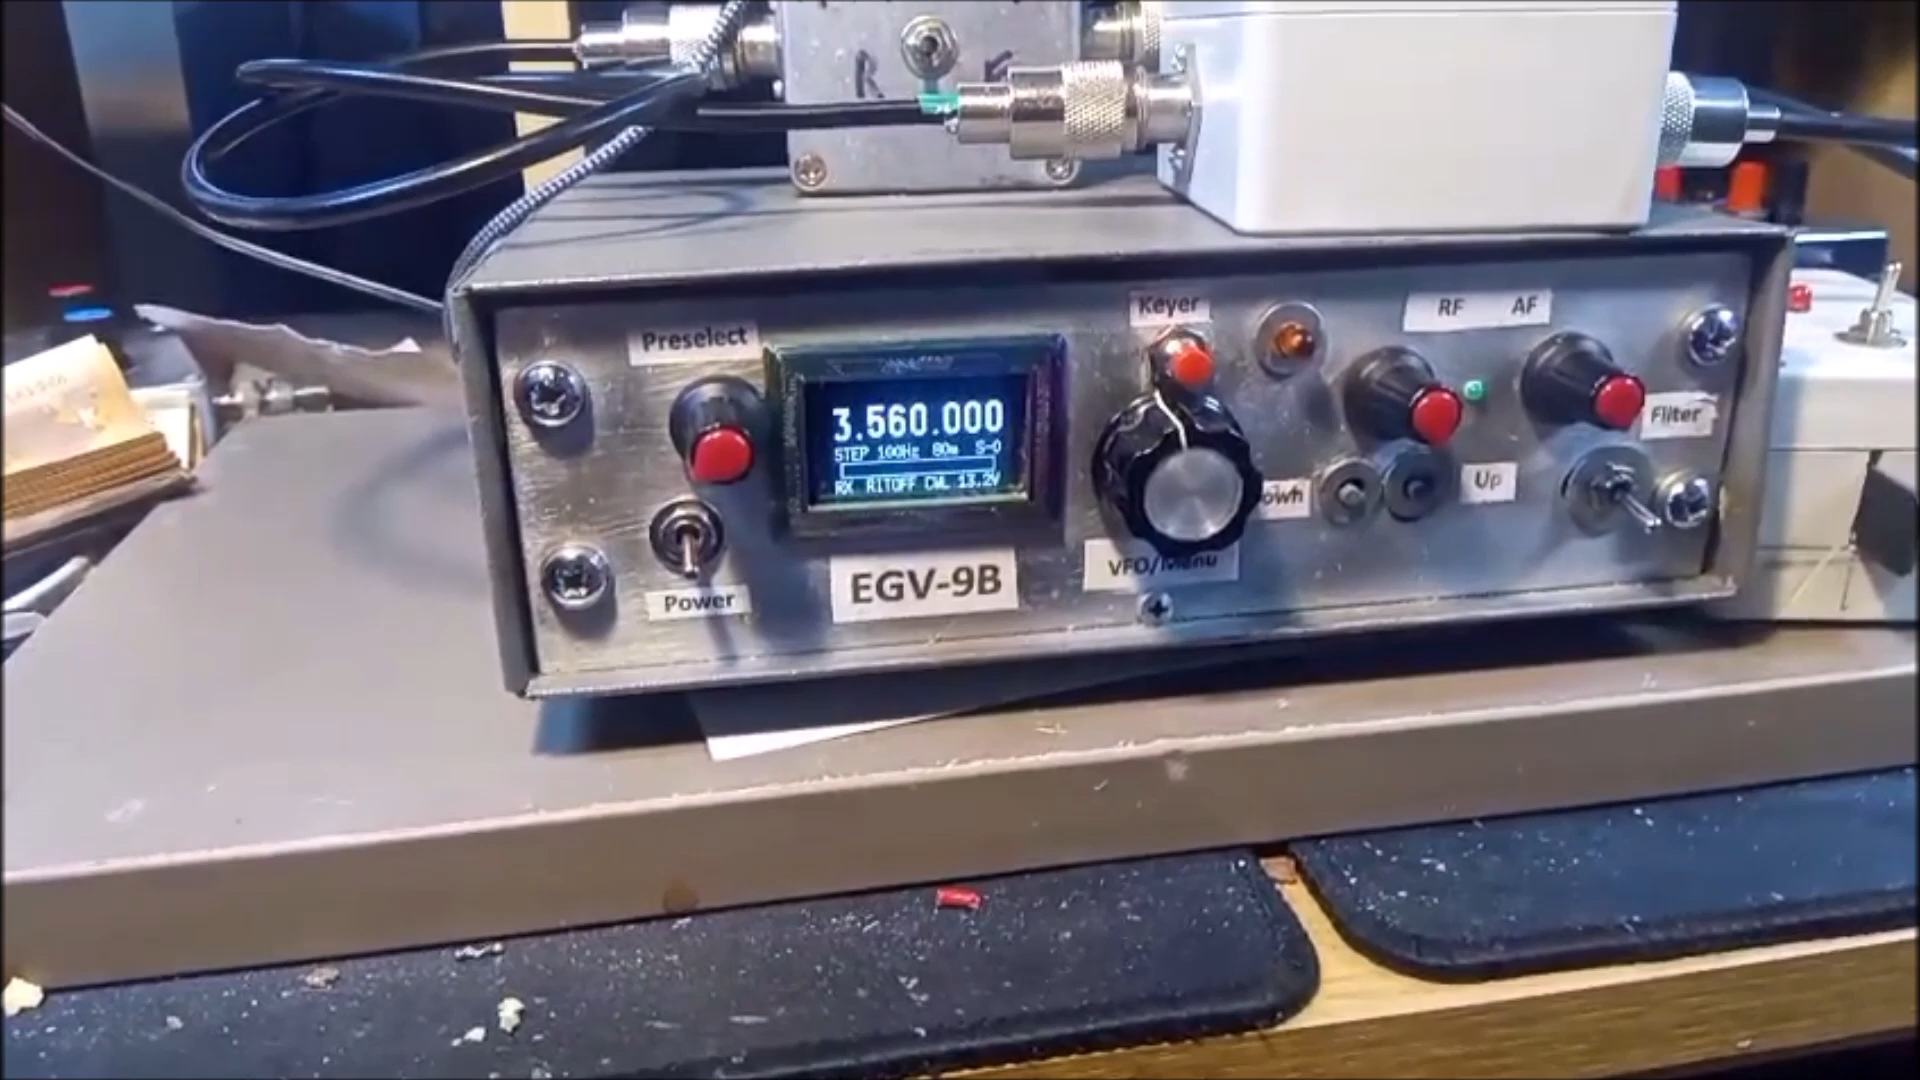 R
Keyer
RF AF
Preselect
3.560.000
STEP 100Hz 80m S-0
RX RITOFF CWL 13.2V
Filter
Up
VFO/Menu
EGV-9B
Power